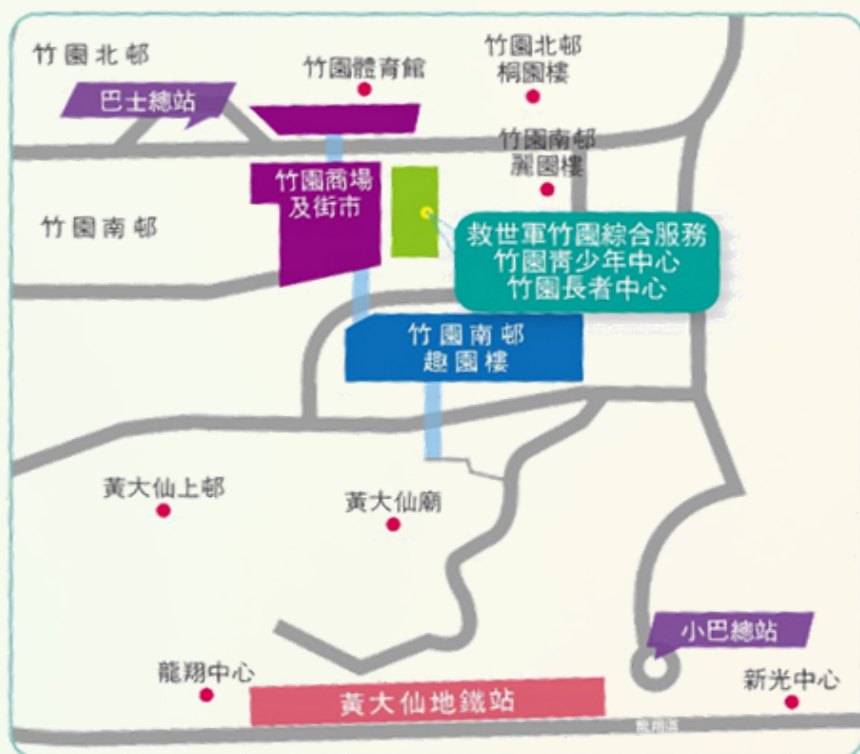 竹園北邨
竹園體育館
竹園北邨
桐園樓
巴士總站
竹園南邨
麗園樓
竹園商場
及街市
竹園南邨
救世軍竹園綜合服務
竹園青少年中心
竹園長者中心
竹園南邨
趣園樓
黃大仙上邨
黃大仙廟
小巴總站
龍翔中心
新光中心
黃大仙地鐵站
龍翔道